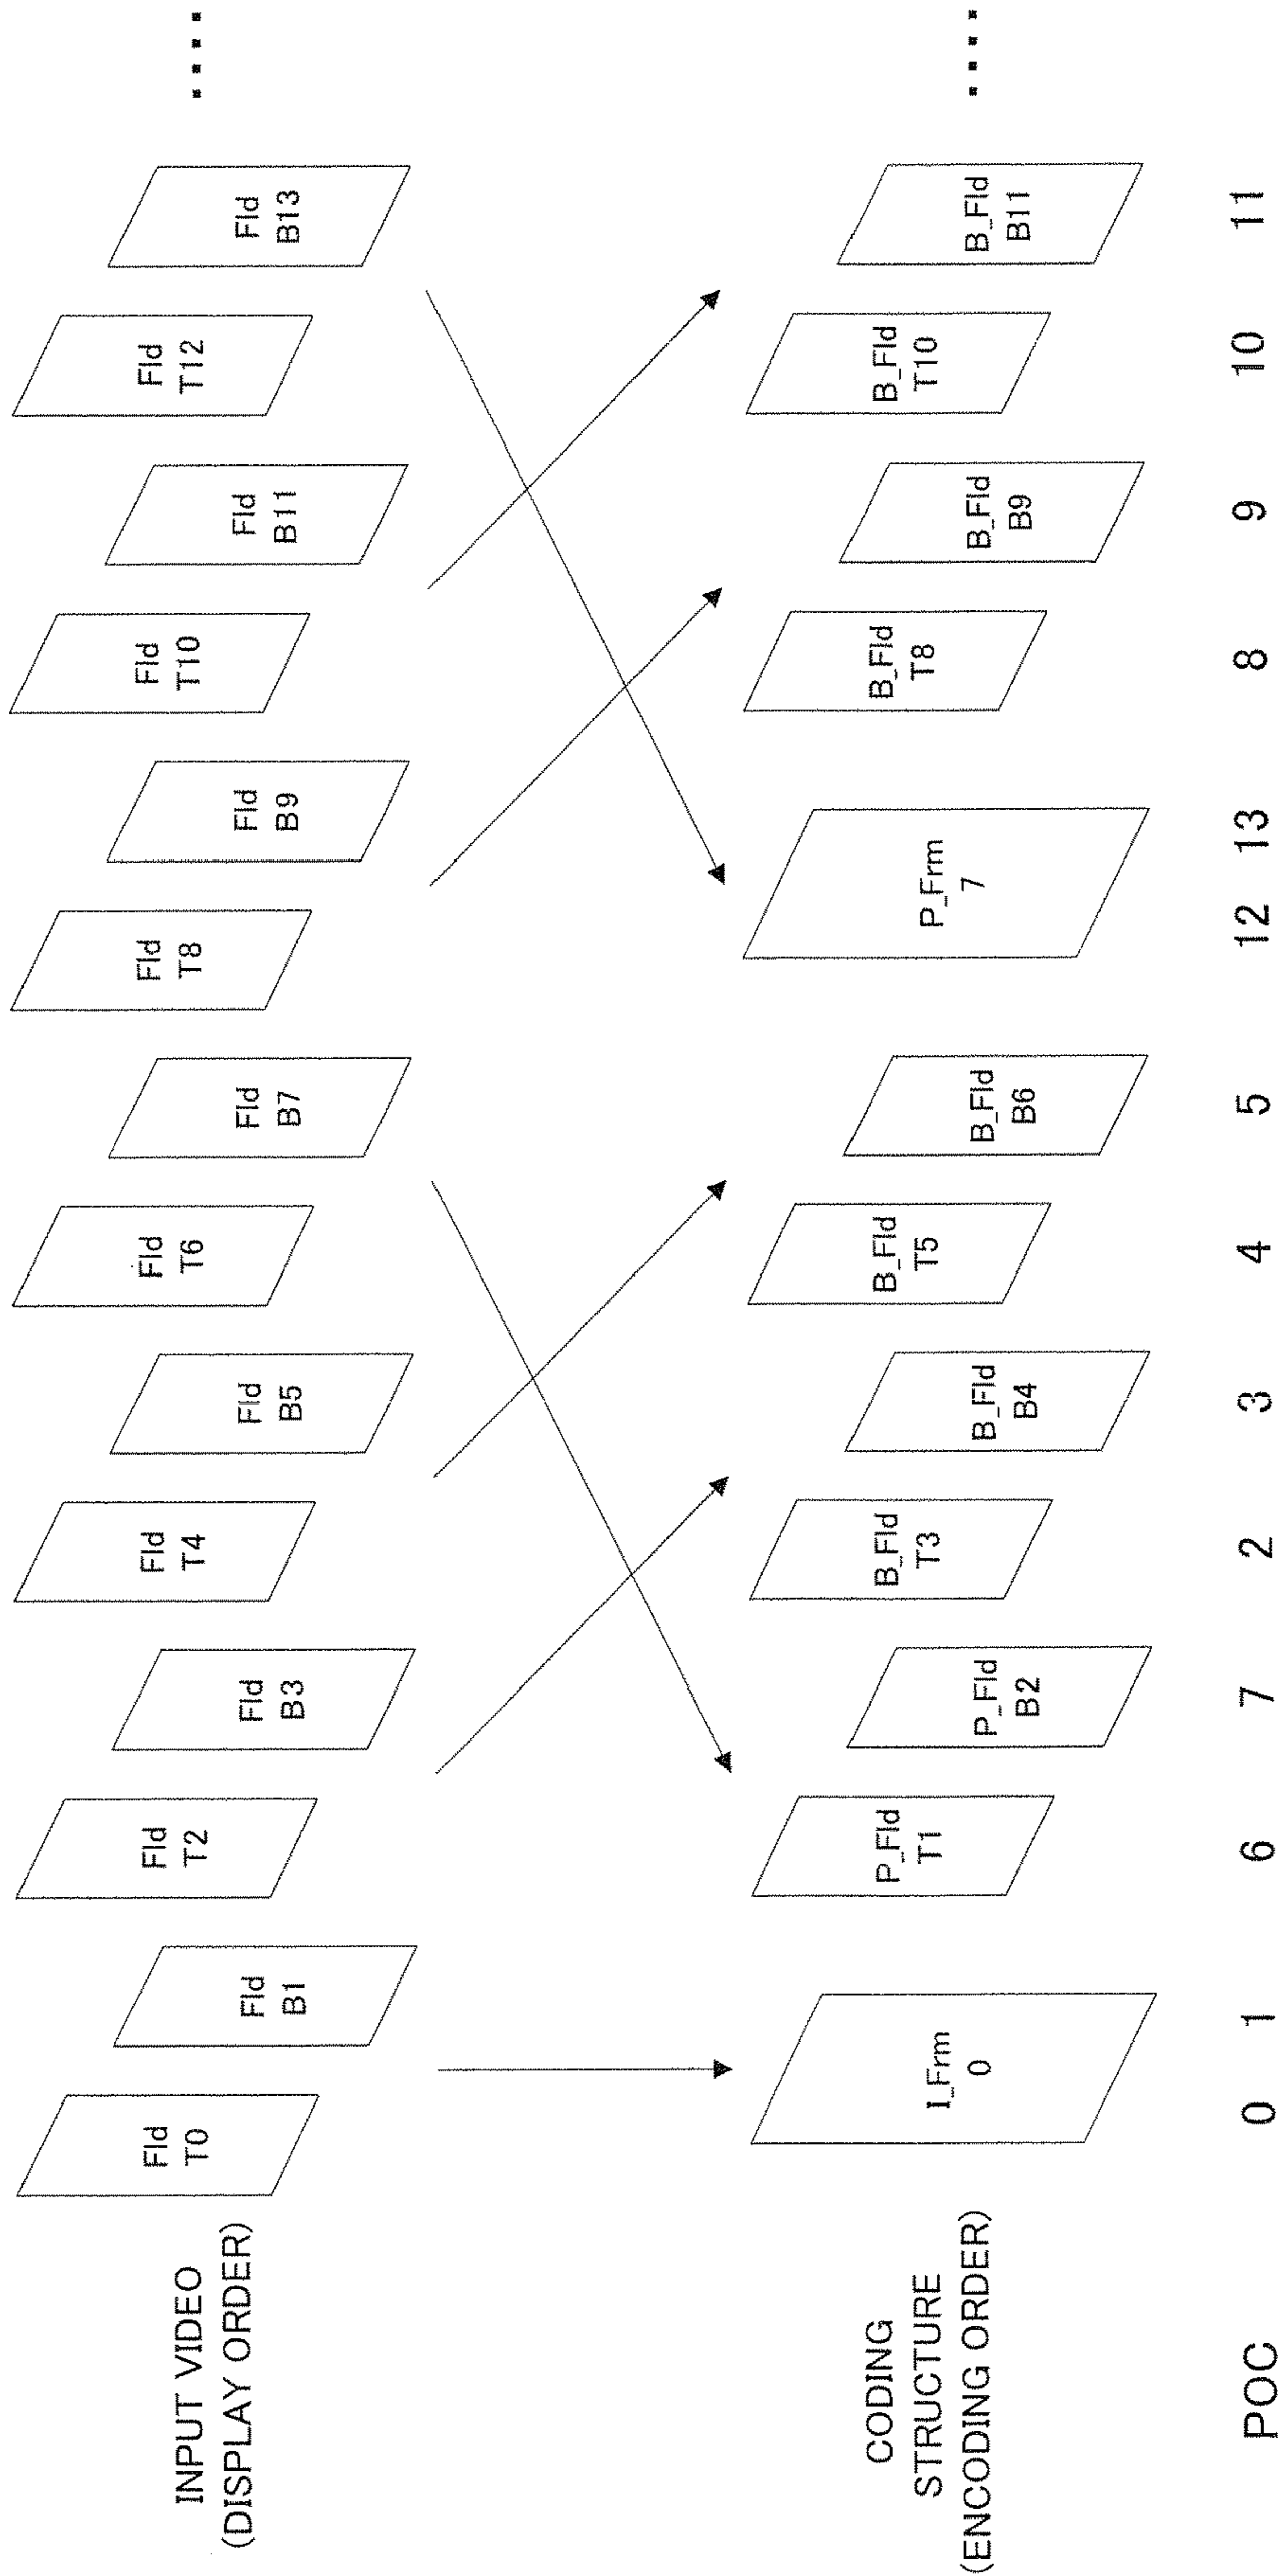 INPUT VIDEO
(DISPLAY ORDER)
Fld
T0
Fld
B1
Fld
T2
Fld
B3
Fld
T4
Fld
B5
Fld
T6
Fld
B7
Fld
T8
Fld
B9
Fld
T10
Fld
B11
Fld
T12
Fld
B13
CODING
STRUCTURE
(ENCODING ORDER)
I_Frm
0
P_Fld
T1
P_Fld
B2
B_Fld
T3
B_Fld
B4
B_Fld
T5
B_Fld
B6
P_Frm
7
B_Fld
T8
B_Fld
B9
B_Fld
T10
B_Fld
B11
POC 0 1 6 7 2 3 4 5 12 13 8 9 10 11